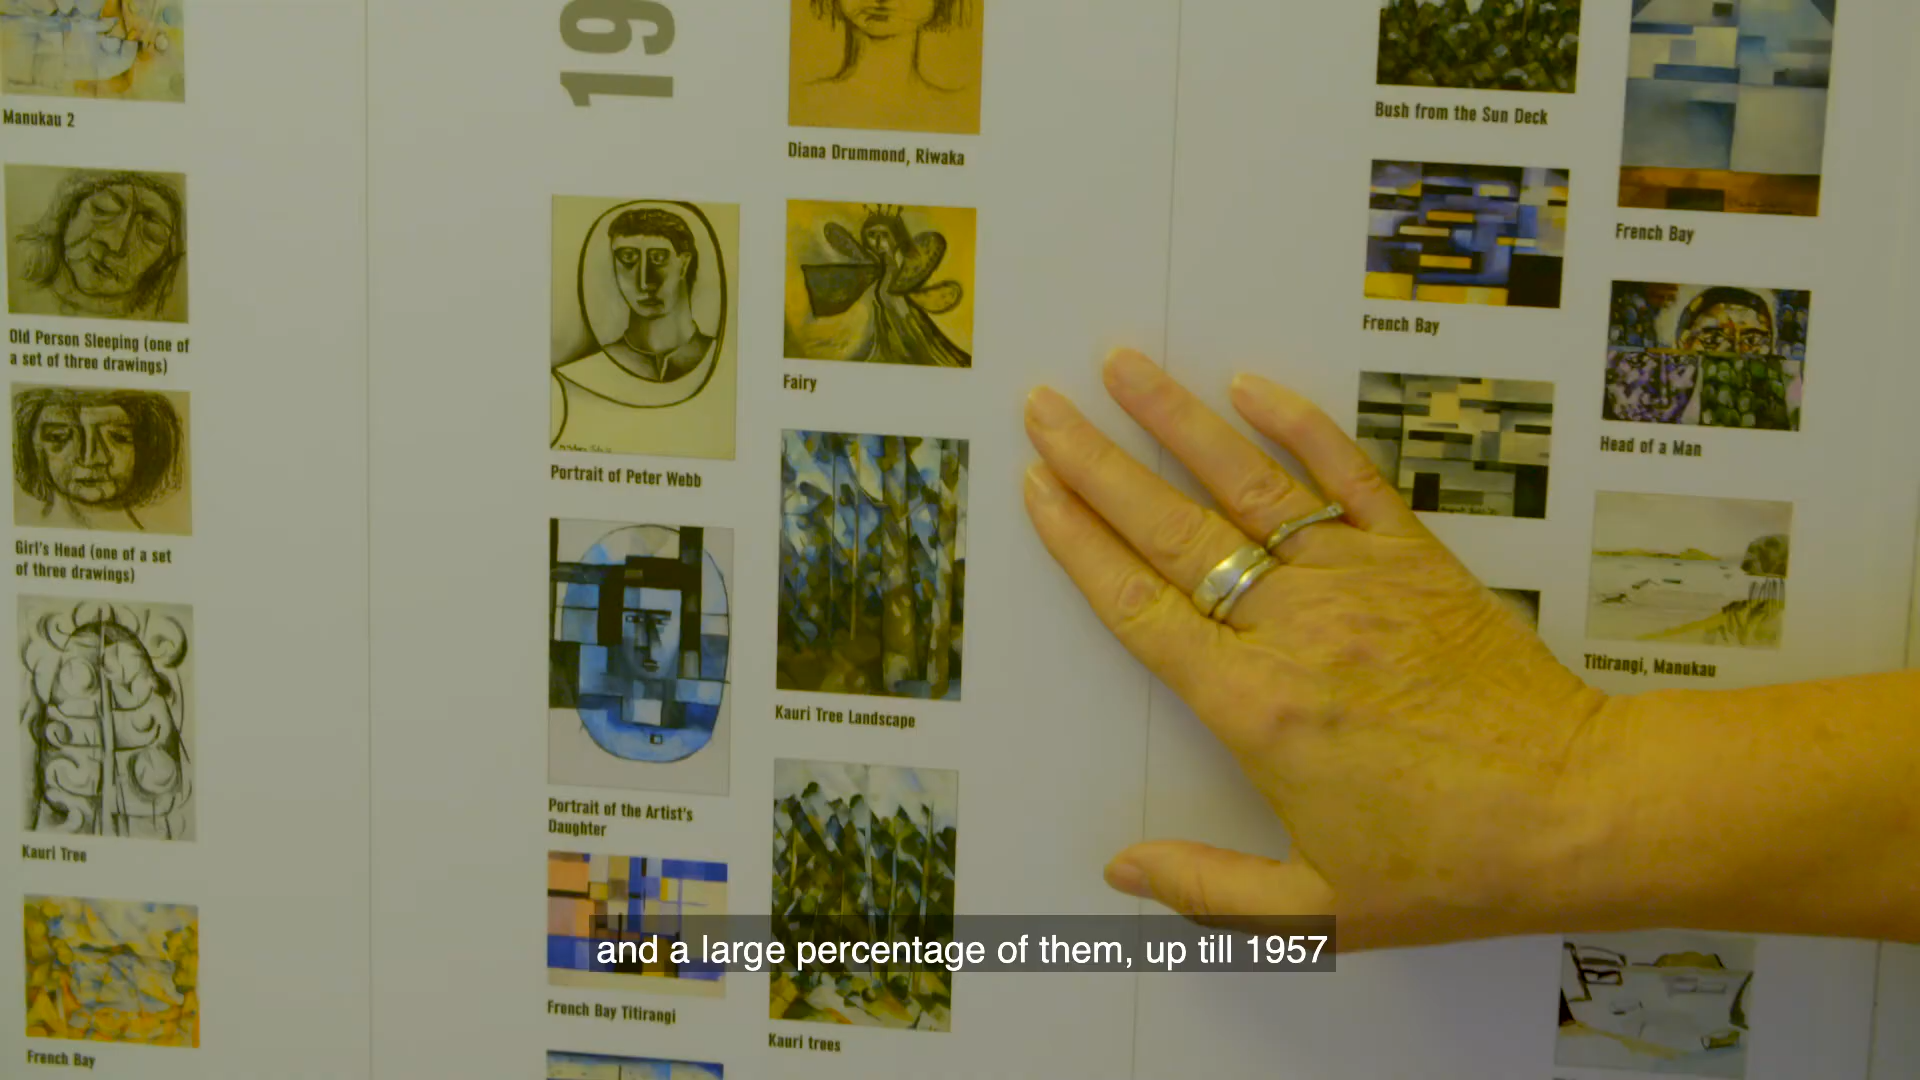 Manukau 2
Old Person Sleeping (one of
a set of three drawings)
Girl's Head (one of a set
of three drawings)
Kauri Tree
French Bay
19
Portrait of Peter Webb
Portrait of the Artist's
Daughter
French Bay Titirangi
Diana Drummond, Riwaka
Fairy
Kauri Tree Landscape
Kauri trees
Bush from the Sun Deck
French Bay
French Bay
Head of a Man
Titirangi, Manukau
and a large percentage of them, up till 1957